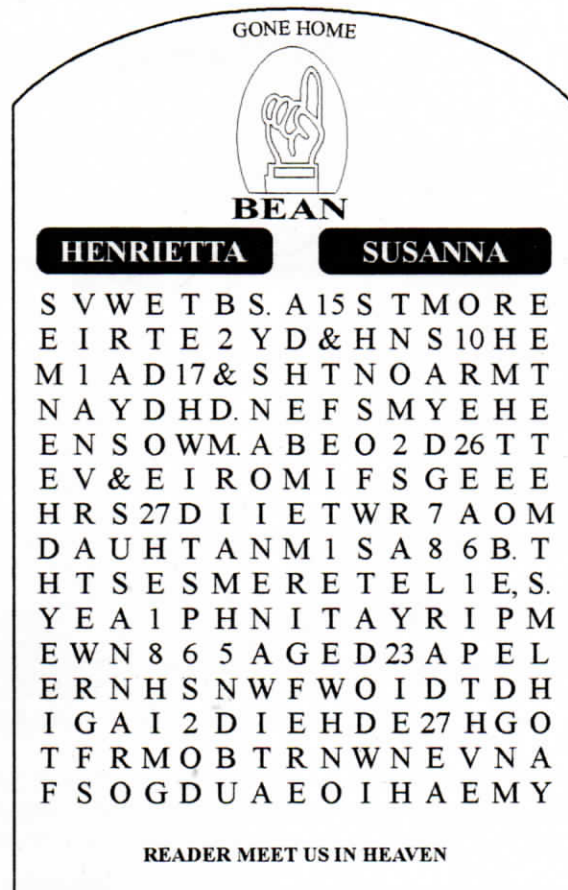 GONE HOME
BEAN
HENRIETTA SUSANNA
S V W E T B S. A 15 S T M O R E
E I R T E 2 Y D & H N S 10 H E
M 1 A D 17 & S H T N O A R M T
N A Y D H D. N E F S M Y E H E
E N S O W M. A B E O 2 D 26 T T
E V & E I R O M I F S G E E E
H R S 27 D I I E T W R 7 A O M
D A U H T A N M 1 S A 8 6 B. T
H T S E S M E R E T E L 1 E, S.
Y E A 1 P H N I T A Y R I P M
E W N 8 6 5 A G E D 23 A P E L
E R N H S N W F W O I D T D H
I G A I 2 D I E H D E 27 H G O
T F R M O B T R N W N E V N A
F S O G D U A E O I H A E M Y
READER MEET US IN HEAVEN